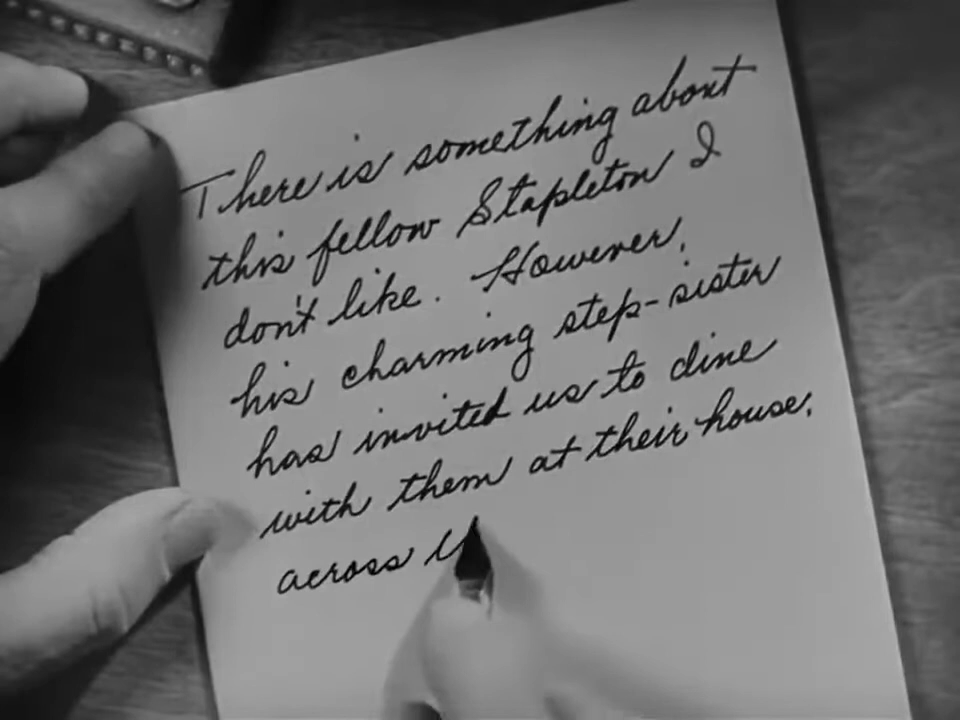 There is something about
this fellow Stapleton I
don't like. However,
his charming step-sister
has invited us to dine
with them at their house,
across